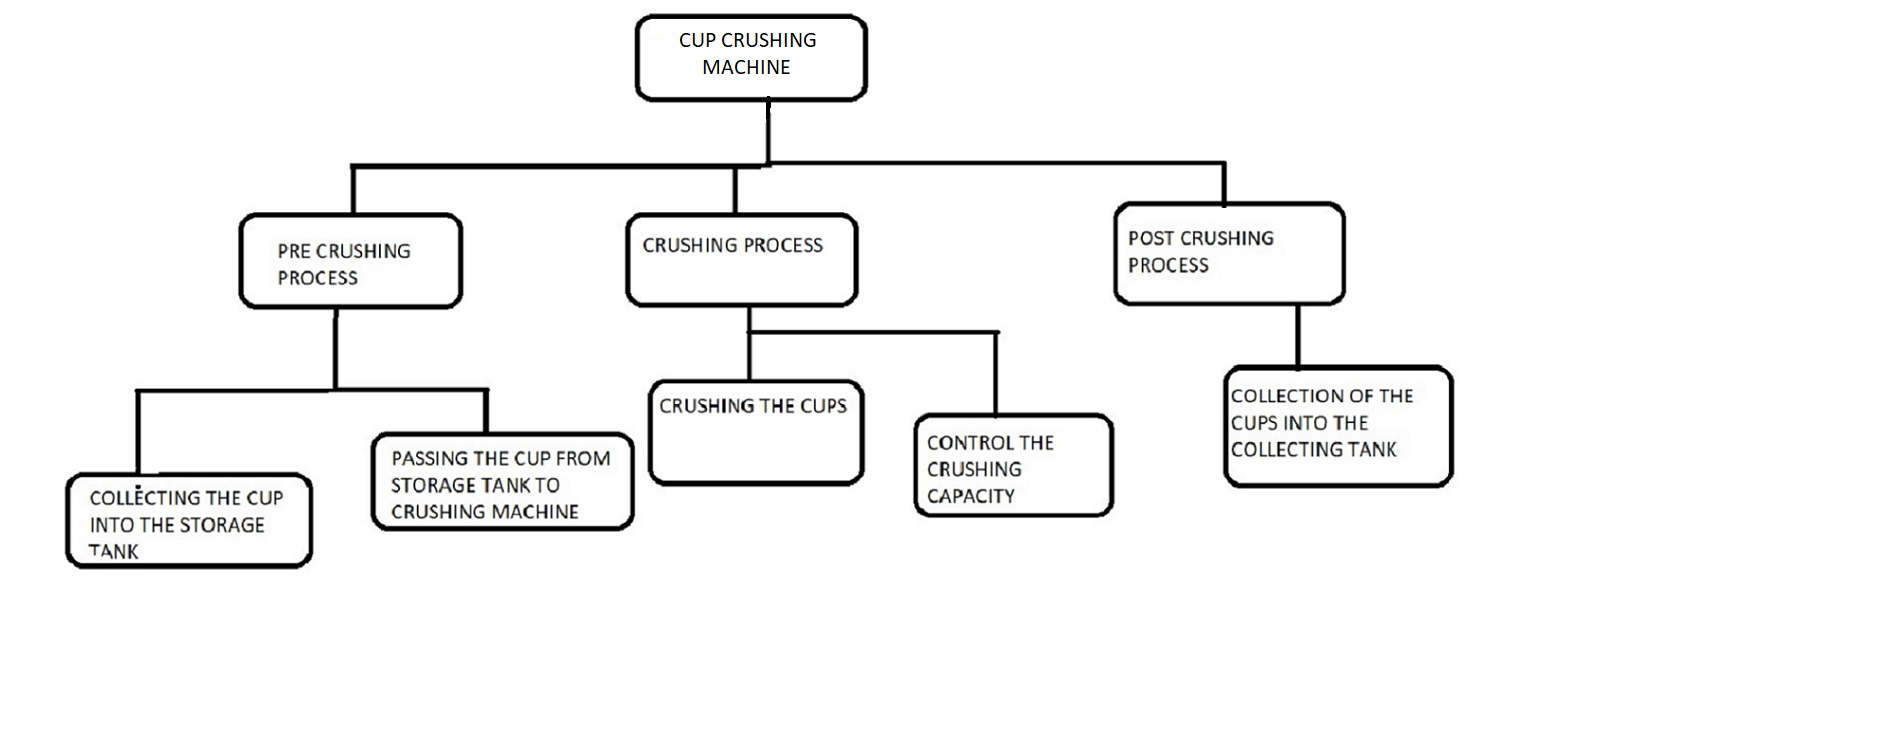 CUP CRUSHING
MACHINE
PRE CRUSHING
PROCESS
CRUSHING PROCESS
POST CRUSHING
PROCESS
COLLECTING THE CUP
INTO THE STORAGE
TANK
PASSING THE CUP FROM
STORAGE TANK TO
CRUSHING MACHINE
CRUSHING THE CUPS
CONTROL THE
CRUSHING
CAPACITY
COLLECTION OF THE
CUPS INTO THE
COLLECTING TANK